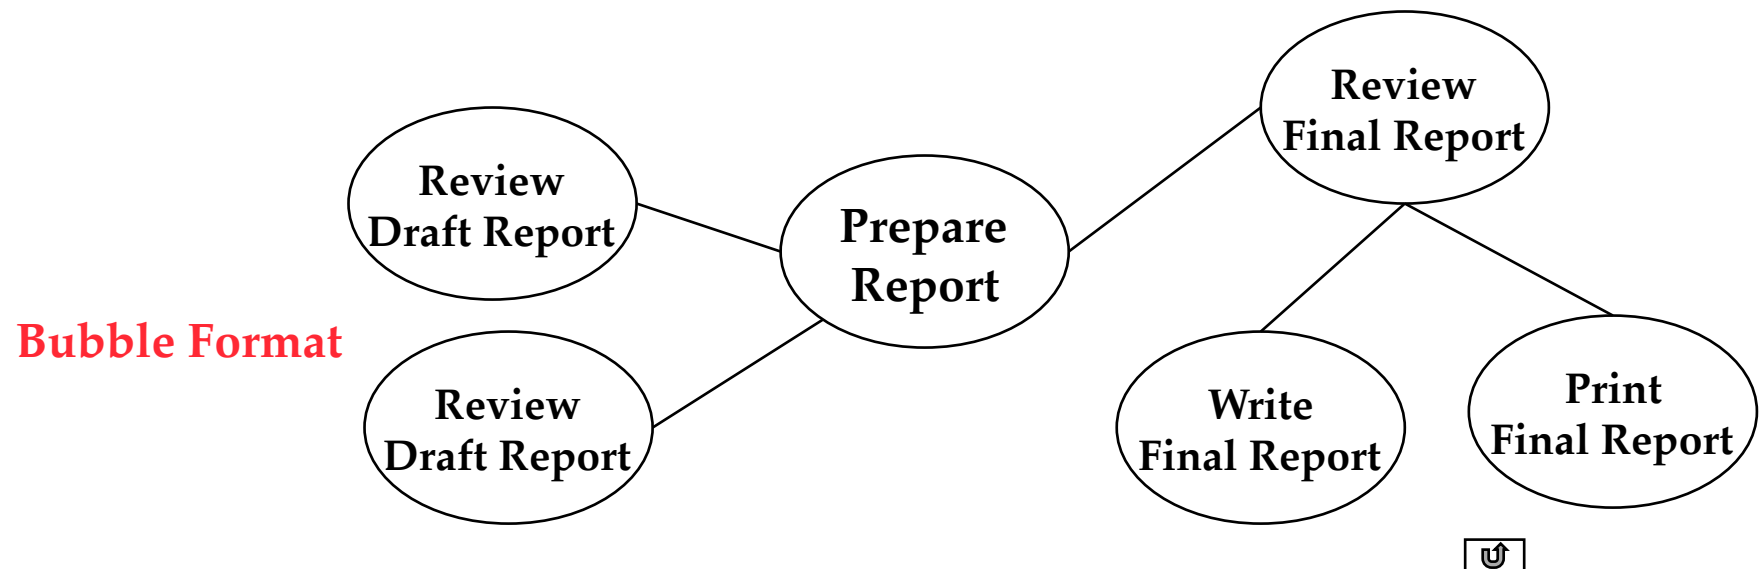 Review
Final Report
Review
Draft Report
Prepare
Report
Bubble Format
Review
Draft Report
Write
Final Report
Print
Final Report